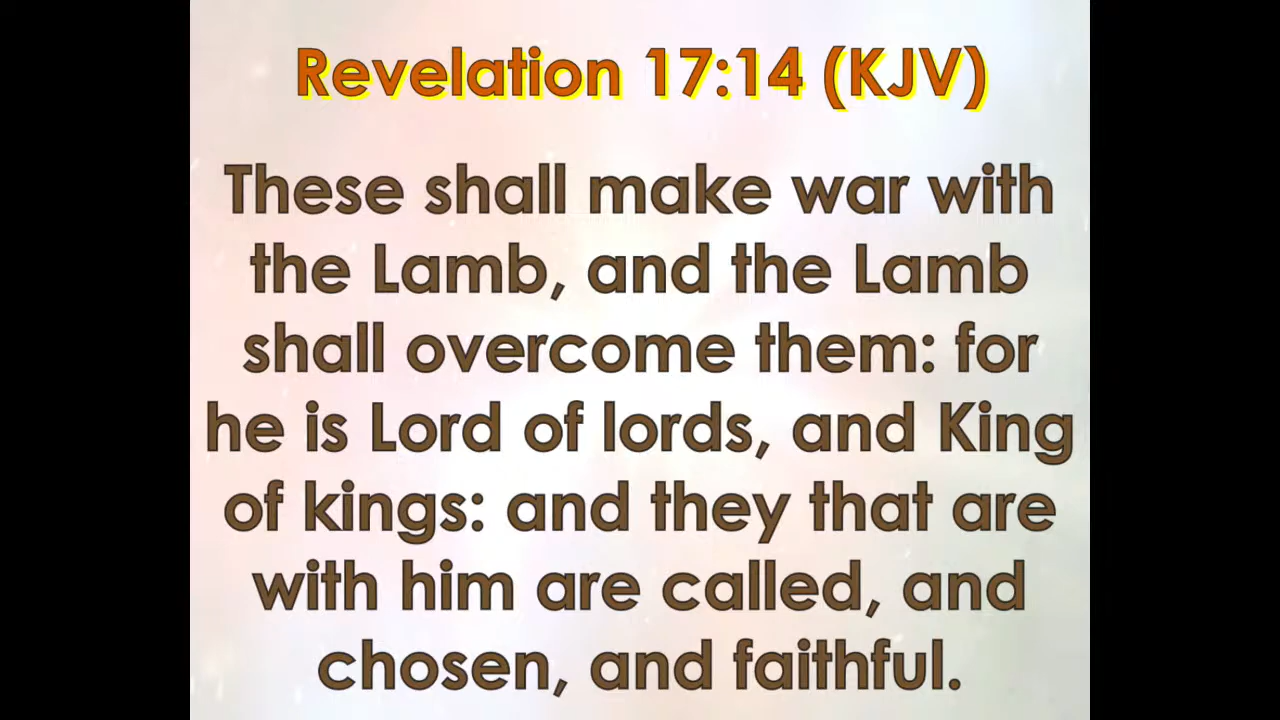 Revelation 17:14 (KJV)
These shall make war with
the Lamb, and the Lamb
shall overcome them: for
he is Lord of lords, and King
of kings: and they that are
with him are called, and
chosen, and faithful.